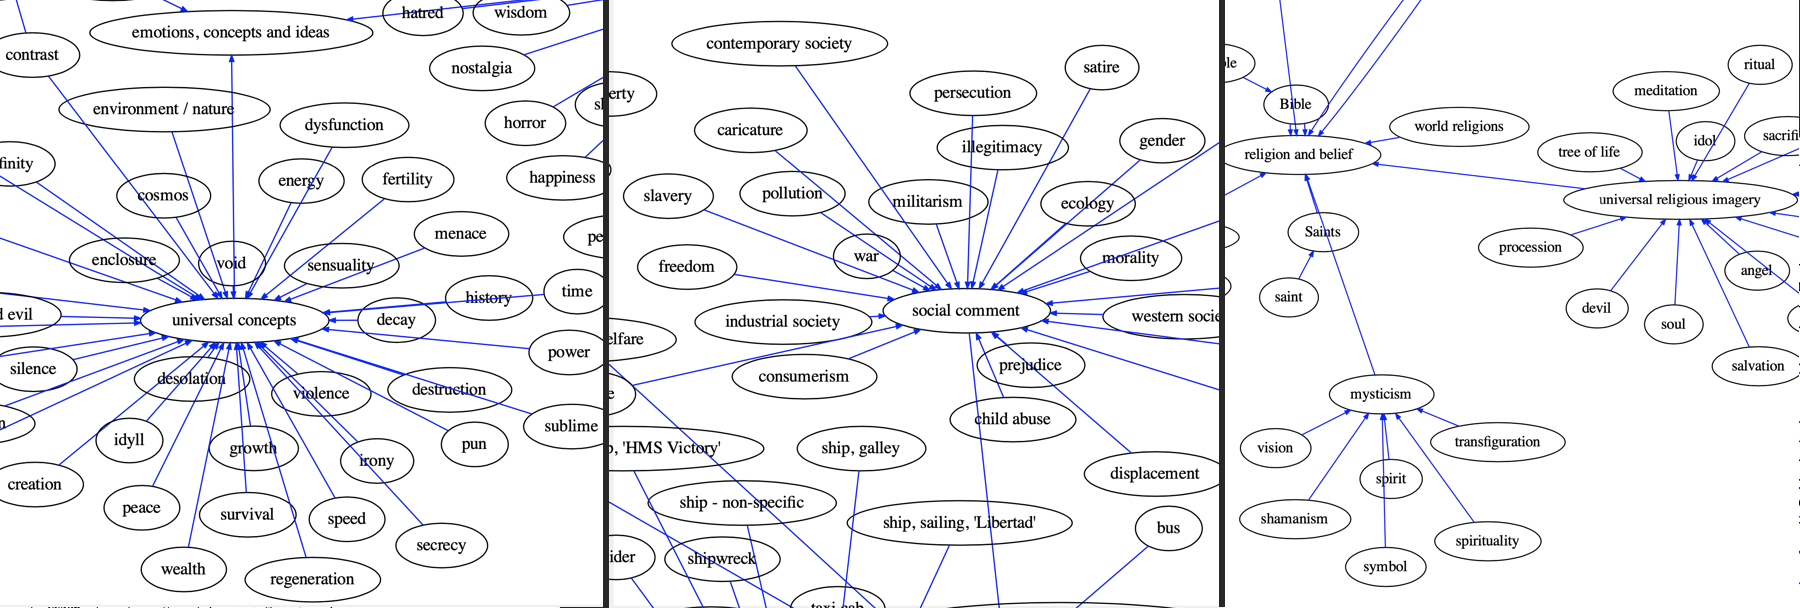 hatred
wisdom
emotions, concepts and ideas
contrast
nostalgia
environment / nature
dysfunction
horror
finity
energy
fertility
happiness
cosmos
menace
enclosure
void
sensuality
history
time
d evil
universal concepts
decay
power
silence
desolation
violence
destruction
sublime
idyll
growth
irony
pun
creation
peace
survival
speed
secrecy
wealth
regeneration
contemporary society
satire
persecution
erty
caricature
illegitimacy
gender
slavery
pollution
militarism
ecology
war
morality
freedom
social comment
industrial society
western socie
elfare
prejudice
consumerism
child abuse
'HMS Victory'
ship, galley
displacement
ship - non-specific
ship, sailing, 'Libertad'
bus
ider
shipwreck
taxi cab
ritual
ble
meditation
Bible
world religions
idol
sacrifi
religion and belief
tree of life
universal religious imagery
Saints
procession
angel
saint
devil
soul
salvation
mysticism
vision
transfiguration
spirit
shamanism
spirituality
symbol